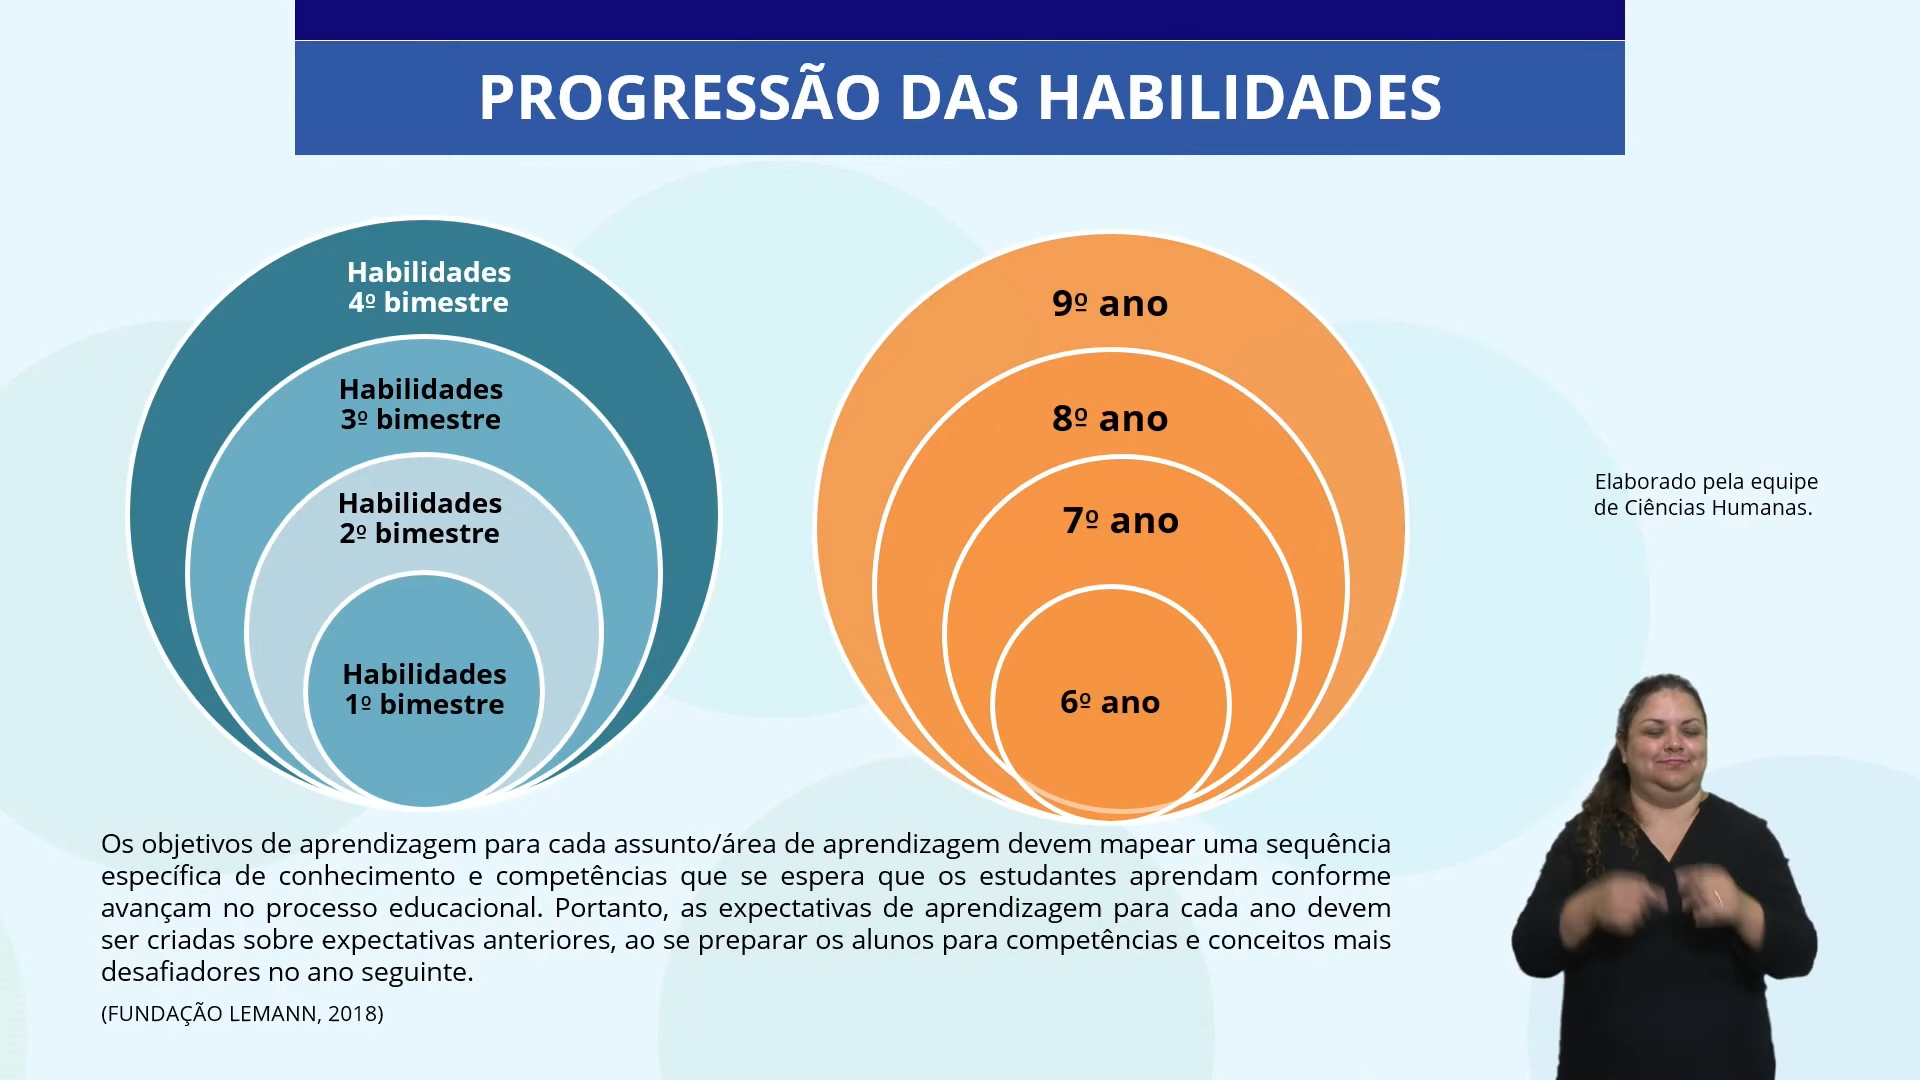 PROGRESSÃO DAS HABILIDADES
Habilidades
4º bimestre
Habilidades
3º bimestre
Habilidades
2º bimestre
Habilidades
1º bimestre
9º ano
8º ano
7º ano
6º ano
Elaborado pela equipe
de Ciências Humanas.
Os objetivos de aprendizagem para cada assunto/área de aprendizagem devem mapear uma sequência
específica de conhecimento e competências que se espera que os estudantes aprendam conforme
avançam no processo educacional. Portanto, as expectativas de aprendizagem para cada ano devem
ser criadas sobre expectativas anteriores, ao se preparar os alunos para competências e conceitos mais
desafiadores no ano seguinte.
(FUNDAÇÃO LEMANN, 2018)